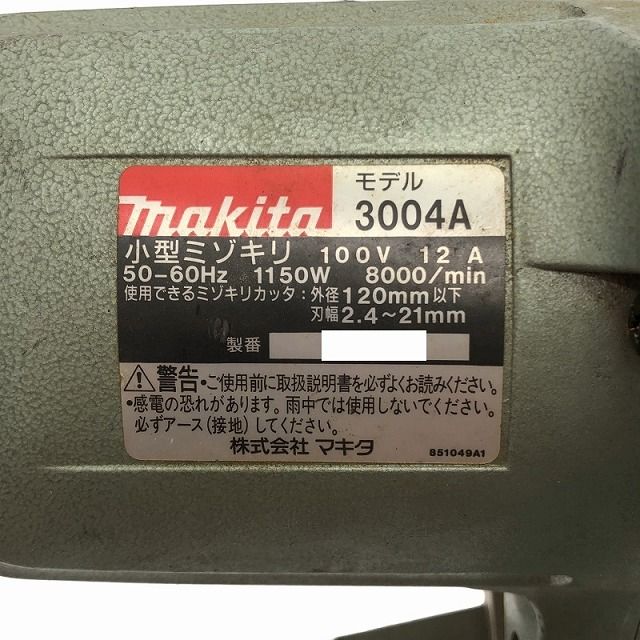 makita
モデル
3004A
小型ミゾキリ 100V 12A
50-60Hz 1150W 8000/min
使用できるミゾキリカッタ:外径120mm以下
刃幅2.4~21mm
製番
警告・ご使用前に取扱説明書を必ずよくお読みください。
・感電の恐れがあります。雨中では使用しないでください。
必ずアース(接地)してください。
株式会社 マキタ
851049A1